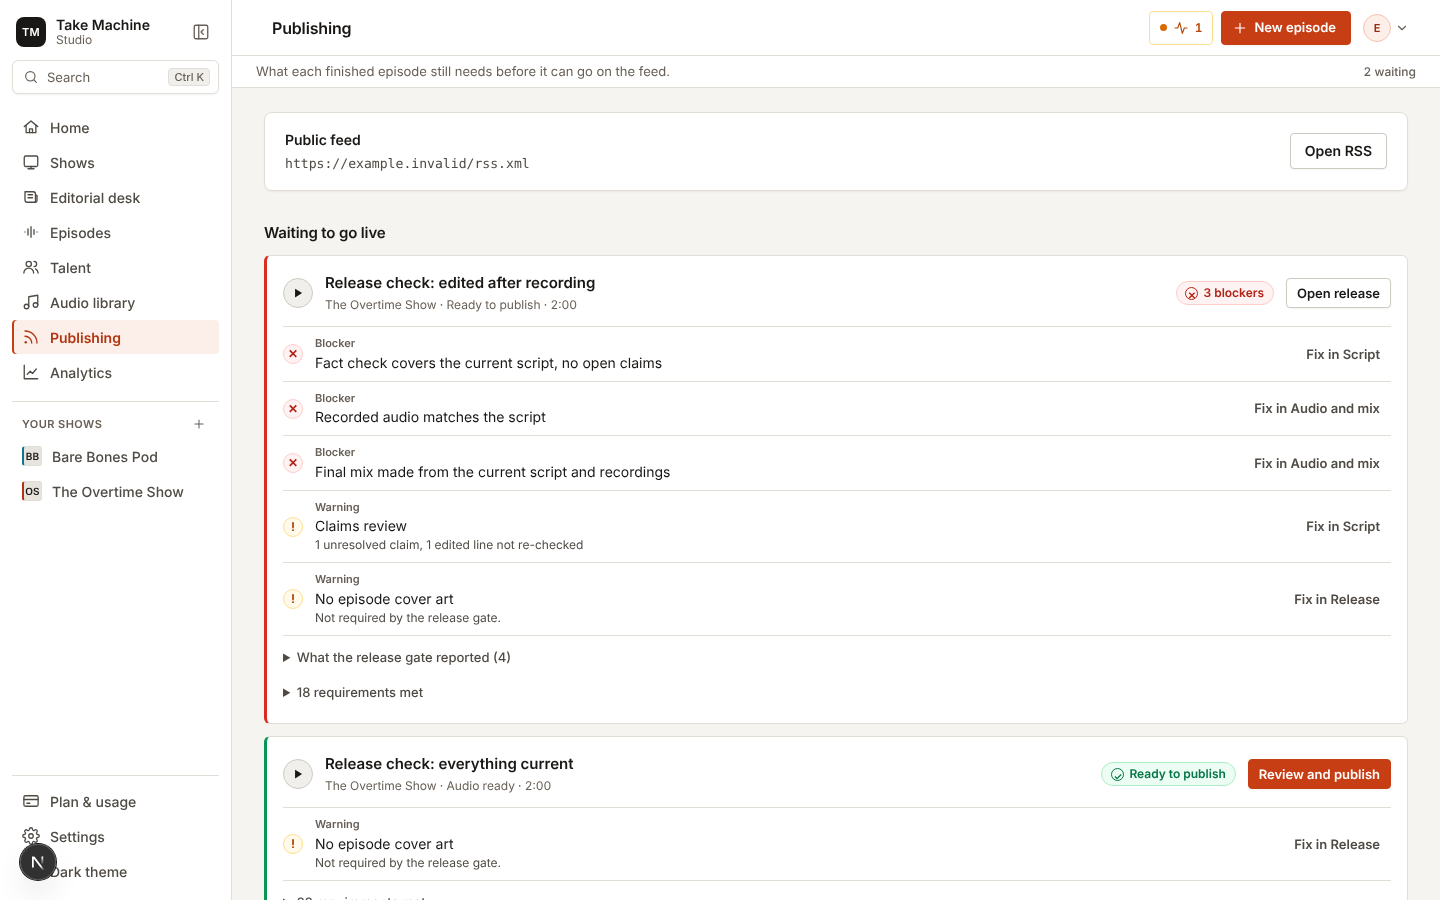 TM
Take Machine
Studio
Search
Ctrl K
Home
Shows
Editorial desk
Episodes
Talent
Audio library
Publishing
Analytics
YOUR SHOWS
BB Bare Bones Pod
OS The Overtime Show
Plan & usage
Settings
N
Dark theme
Publishing
1
+ New episode
E
What each finished episode still needs before it can go on the feed.
2 waiting
Public feed
https://example.invalid/rss.xml
Open RSS
Waiting to go live
Release check: edited after recording
The Overtime Show · Ready to publish · 2:00
3 blockers
Open release
Blocker
Fact check covers the current script, no open claims
Fix in Script
Blocker
Recorded audio matches the script
Fix in Audio and mix
Blocker
Final mix made from the current script and recordings
Fix in Audio and mix
Warning
Claims review
1 unresolved claim, 1 edited line not re-checked
Fix in Script
Warning
No episode cover art
Not required by the release gate.
Fix in Release
What the release gate reported (4)
18 requirements met
Release check: everything current
The Overtime Show · Audio ready · 2:00
Ready to publish
Review and publish
Warning
No episode cover art
Not required by the release gate.
Fix in Release